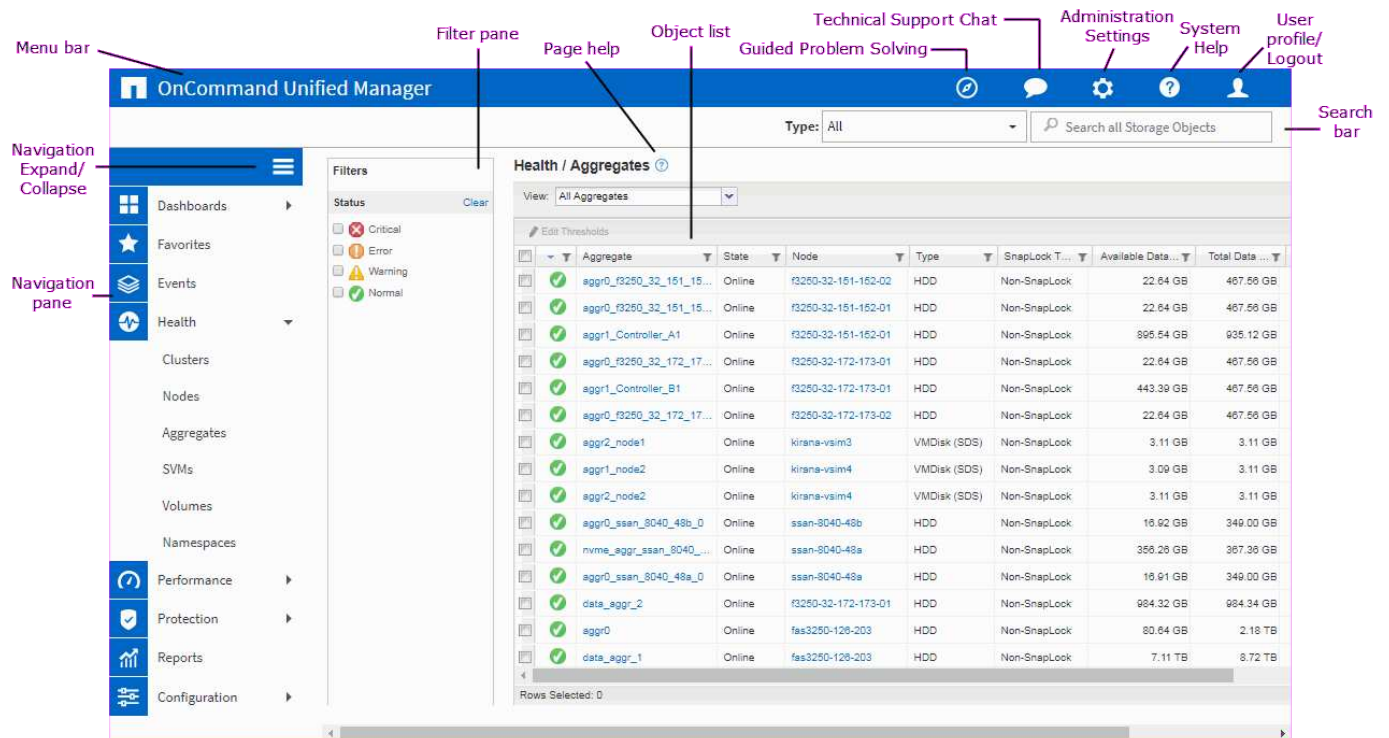 Menu bar
Filter pane
Page help
Object list
Technical Support Chat
Guided Problem Solving
Administration
Settings
System
Help
User
profile/
Logout
OnCommand Unified Manager
Type: All
Search all Storage Objects
Search
bar
Navigation
Expand/
Collapse
Navigation
pane
Dashboards
Favorites
Events
Health
Clusters
Nodes
Aggregates
SVMs
Volumes
Namespaces
Performance
Protection
Reports
Configuration
Filters
Status Clear
Critical
Error
Warning
Normal
Health / Aggregates
View: All Aggregates
Edit Thresholds
Aggregate State Node Type SnapLock T... Available Data... Total Data ...
aggr0_f3250_32_151_15... Online f3250-32-151-152-02 HDD Non-SnapLock 22.64 GB 467.56 GB
aggr0_f3250_32_151_15... Online f3250-32-151-152-01 HDD Non-SnapLock 22.64 GB 467.56 GB
aggr1_Controller_A1 Online f3250-32-151-152-01 HDD Non-SnapLock 895.54 GB 935.12 GB
aggr0_f3250_32_172_17... Online f3250-32-172-173-01 HDD Non-SnapLock 22.64 GB 467.56 GB
aggr1_Controller_B1 Online f3250-32-172-173-01 HDD Non-SnapLock 443.39 GB 467.56 GB
aggr0_f3250_32_172_17... Online f3250-32-172-173-02 HDD Non-SnapLock 22.64 GB 467.56 GB
aggr2_node1 Online kirana-vsim3 VMDisk (SDS) Non-SnapLock 3.11 GB 3.11 GB
aggr1_node2 Online kirana-vsim4 VMDisk (SDS) Non-SnapLock 3.09 GB 3.11 GB
aggr2_node2 Online kirana-vsim4 VMDisk (SDS) Non-SnapLock 3.11 GB 3.11 GB
aggr0_ssan_8040_48b_0 Online ssan-8040-48b HDD Non-SnapLock 16.92 GB 349.00 GB
nvme_aggr_ssan_8040_... Online ssan-8040-48a HDD Non-SnapLock 356.26 GB 367.36 GB
aggr0_ssan_8040_48a_0 Online ssan-8040-48a HDD Non-SnapLock 16.91 GB 349.00 GB
data_aggr_2 Online f3250-32-172-173-01 HDD Non-SnapLock 984.32 GB 984.34 GB
aggr0 Online fas3250-126-203 HDD Non-SnapLock 80.64 GB 2.18 TB
data_aggr_1 Online fas3250-126-203 HDD Non-SnapLock 7.11 TB 8.72 TB
Rows Selected: 0